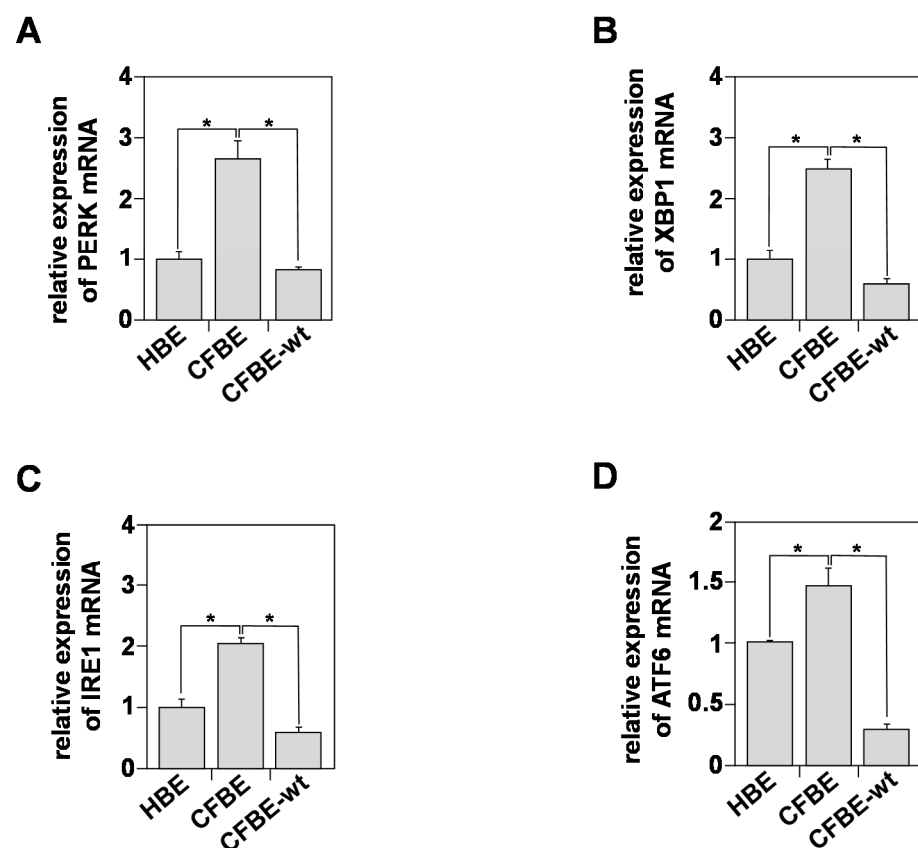 A
relative expression
of PERK mRNA
4
3
2
1
0
*
*
HBE
CFBE
CFBE-wt
B
relative expression
of XBP1 mRNA
4
3
2
1
0
*
*
HBE
CFBE
CFBE-wt
C
relative expression
of IRE1 mRNA
4
3
2
1
0
*
*
HBE
CFBE
CFBE-wt
D
relative expression
of ATF6 mRNA
2
1.5
1
0.5
0
*
*
HBE
CFBE
CFBE-wt